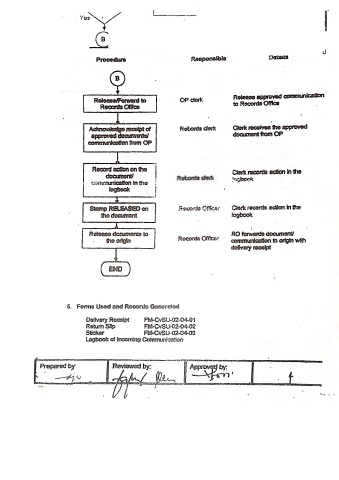 Yes
B
Procedure Responsible Details
B
Release/Forward to
Records Office
OP clerk
Release approved communication
to Records Office
Acknowledge receipt of
approved documents/
communication from OP
Records clerk
Clerk receives the approved
document from OP
Record action on the
document/
communication in the
logbook
Records clerk
Clerk records action in the
logbook
Stamp RELEASED on
the document
Records Officer
Clerk records action in the
logbook
Release documents to
the origin
Records Officer
RO forwards document/
communication to origin with
delivery receipt
END
5. Forms Used and Records Generated
Delivery Receipt FM-CvSU-02-04-01
Return Slip FM-CvSU-02-04-02
Sticker FM-CvSU-02-04-03
Logbook of Incoming Communication
Prepared by: Reviewed by: Approved by: